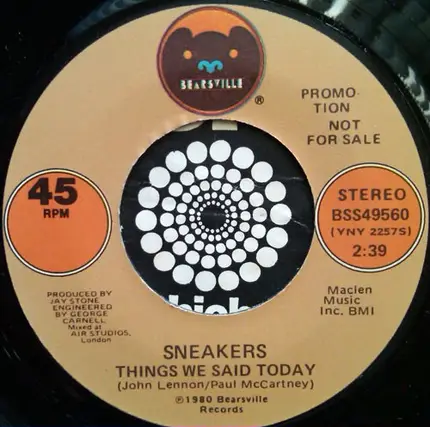 BEARSVILLE
®
PROMO-
TION
NOT
FOR SALE
45
RPM
STEREO
BSS49560
(YNY 2257S)
2:39
PRODUCED BY
JAY STONE
ENGINEERED
BY GEORGE
CARNELL
Mixed at
AIR STUDIOS,
London
Maclen
Music
Inc. BMI
SNEAKERS
THINGS WE SAID TODAY
(John Lennon/Paul McCartney)
℗1980 Bearsville
Records